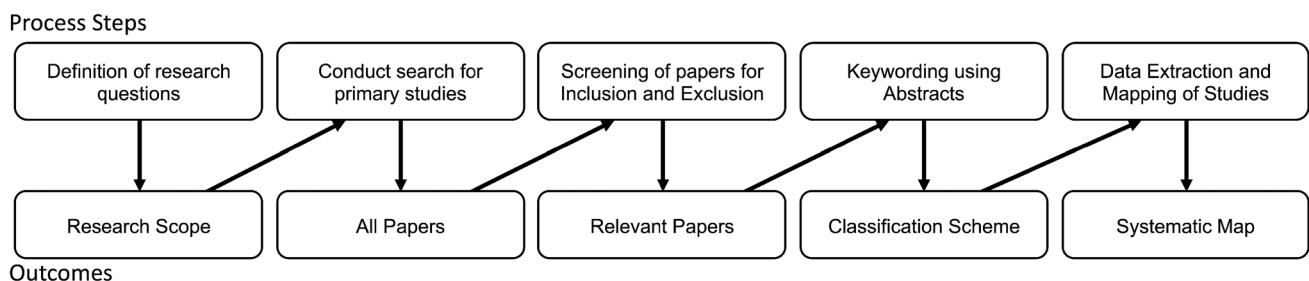 Process Steps
Definition of research
questions
Conduct search for
primary studies
Screening of papers for
Inclusion and Exclusion
Keywording using
Abstracts
Data Extraction and
Mapping of Studies
Research Scope
All Papers
Relevant Papers
Classification Scheme
Systematic Map
Outcomes